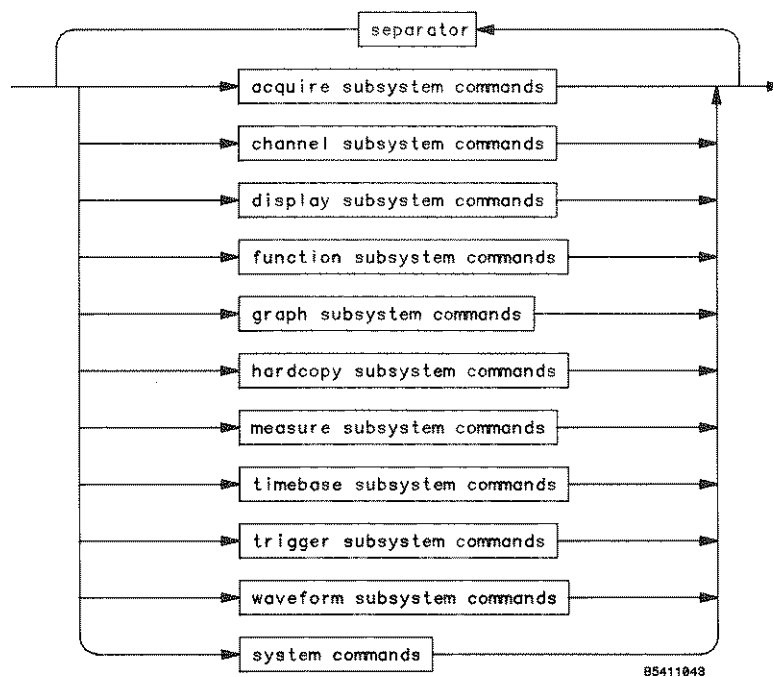 separator
acquire subsystem commands
channel subsystem commands
display subsystem commands
function subsystem commands
graph subsystem commands
hardcopy subsystem commands
measure subsystem commands
timebase subsystem commands
trigger subsystem commands
waveform subsystem commands
system commands
85411043